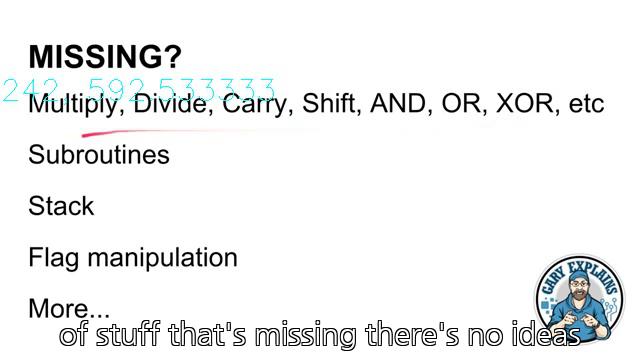 MISSING?
242, 592.533333
Multiply, Divide, Carry, Shift, AND, OR, XOR, etc
Subroutines
Stack
Flag manipulation
More...
GARY EXPLAINS
of stuff that's missing there's no ideas